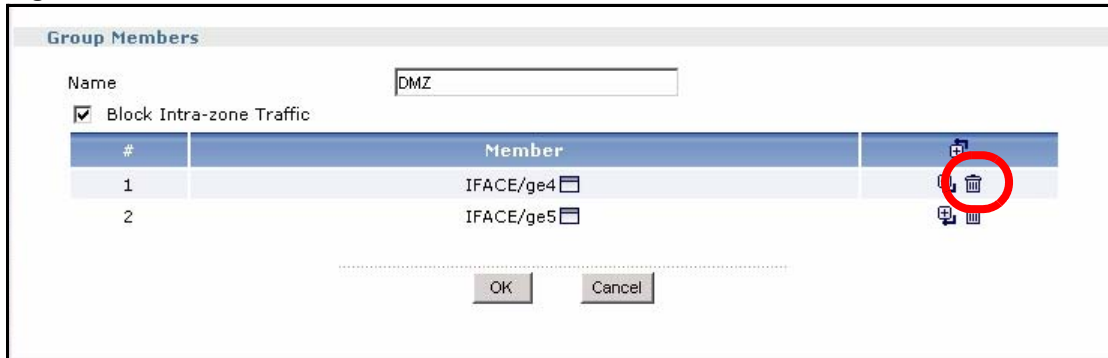 Group Members
Name DMZ
Block Intra-zone Traffic
# Member
1 IFACE/ge4
2 IFACE/ge5
OK Cancel